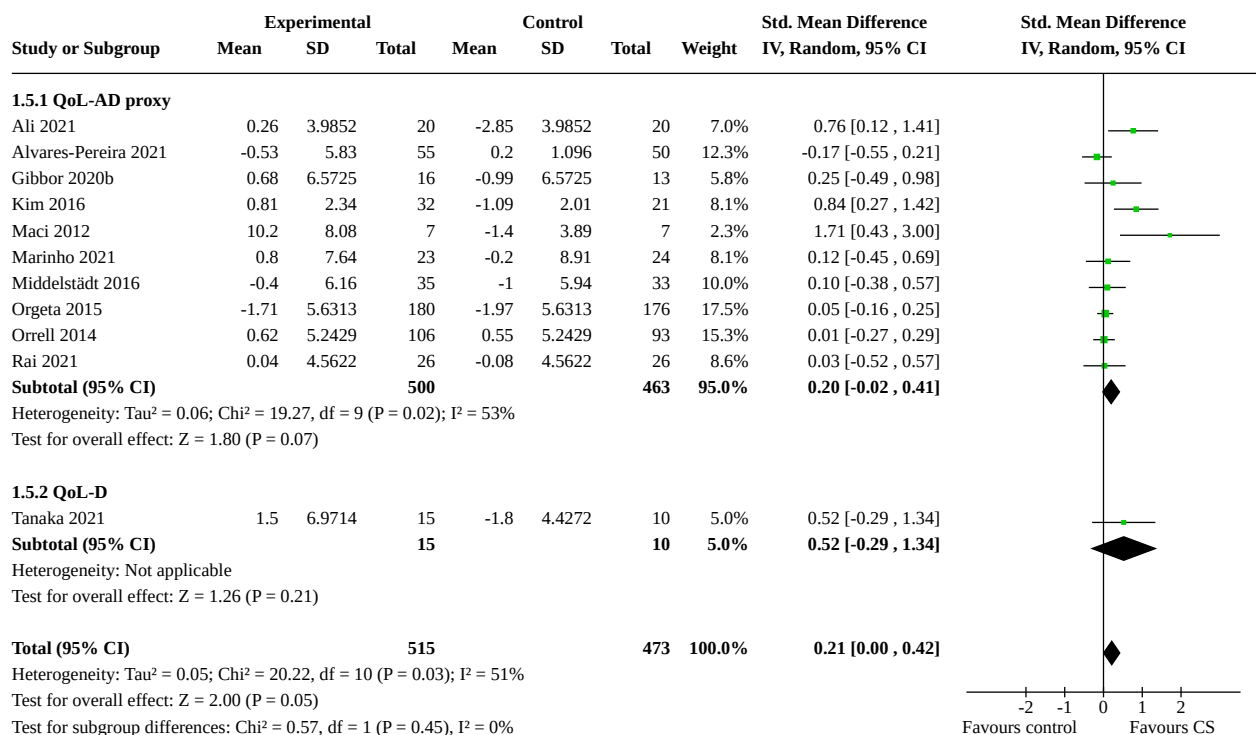 Experimental Control Std. Mean Difference Std. Mean Difference
Study or Subgroup Mean SD Total Mean SD Total Weight IV, Random, 95% CI IV, Random, 95% CI
1.5.1 QoL-AD proxy
Ali 2021 0.26 3.9852 20 -2.85 3.9852 20 7.0% 0.76 [0.12 , 1.41]
Alvares-Pereira 2021 -0.53 5.83 55 0.2 1.096 50 12.3% -0.17 [-0.55 , 0.21]
Gibbor 2020b 0.68 6.5725 16 -0.99 6.5725 13 5.8% 0.25 [-0.49 , 0.98]
Kim 2016 0.81 2.34 32 -1.09 2.01 21 8.1% 0.84 [0.27 , 1.42]
Maci 2012 10.2 8.08 7 -1.4 3.89 7 2.3% 1.71 [0.43 , 3.00]
Marinho 2021 0.8 7.64 23 -0.2 8.91 24 8.1% 0.12 [-0.45 , 0.69]
Middelstädt 2016 -0.4 6.16 35 -1 5.94 33 10.0% 0.10 [-0.38 , 0.57]
Orgeta 2015 -1.71 5.6313 180 -1.97 5.6313 176 17.5% 0.05 [-0.16 , 0.25]
Orrell 2014 0.62 5.2429 106 0.55 5.2429 93 15.3% 0.01 [-0.27 , 0.29]
Rai 2021 0.04 4.5622 26 -0.08 4.5622 26 8.6% 0.03 [-0.52 , 0.57]
Subtotal (95% CI) 500 463 95.0% 0.20 [-0.02 , 0.41]
Heterogeneity: Tau² = 0.06; Chi² = 19.27, df = 9 (P = 0.02); I² = 53%
Test for overall effect: Z = 1.80 (P = 0.07)
1.5.2 QoL-D
Tanaka 2021 1.5 6.9714 15 -1.8 4.4272 10 5.0% 0.52 [-0.29 , 1.34]
Subtotal (95% CI) 15 10 5.0% 0.52 [-0.29 , 1.34]
Heterogeneity: Not applicable
Test for overall effect: Z = 1.26 (P = 0.21)
Total (95% CI) 515 473 100.0% 0.21 [0.00 , 0.42]
Heterogeneity: Tau² = 0.05; Chi² = 20.22, df = 10 (P = 0.03); I² = 51%
Test for overall effect: Z = 2.00 (P = 0.05)
Test for subgroup differences: Chi² = 0.57, df = 1 (P = 0.45), I² = 0%
-2 -1 0 1 2
Favours control Favours CS